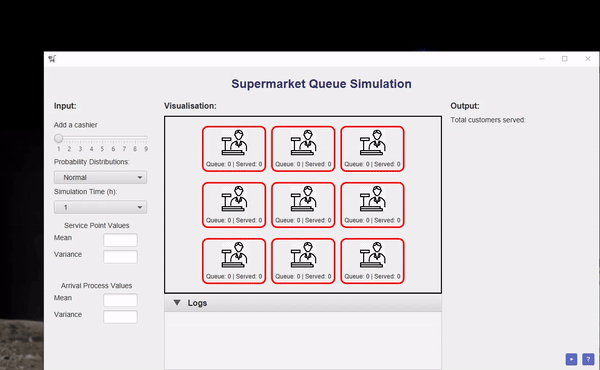 Supermarket Queue Simulation
Input:
Visualisation:
Output:
Add a cashier
1 2 3 4 5 6 7 8 9
Probability Distributions:
Normal
Simulation Time (h):
1
Service Point Values
Mean
Variance
Arrival Process Values
Mean
Variance
Queue: 0 | Served: 0
Queue: 0 | Served: 0
Queue: 0 | Served: 0
Queue: 0 | Served: 0
Queue: 0 | Served: 0
Queue: 0 | Served: 0
Queue: 0 | Served: 0
Queue: 0 | Served: 0
Queue: 0 | Served: 0
Logs
Total customers served:
?